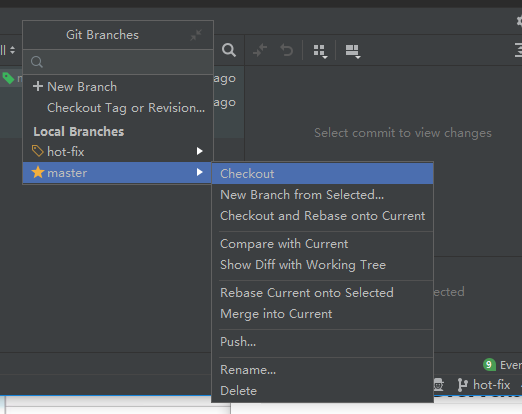 Git Branches
ago
New Branch
ago
Checkout Tag or Revision...
Local Branches
hot-fix
master
Select commit to view changes
Checkout
New Branch from Selected...
Checkout and Rebase onto Current
Compare with Current
Show Diff with Working Tree
Rebase Current onto Selected
Merge into Current
Push...
Rename...
Delete
9 Ever
hot-fix